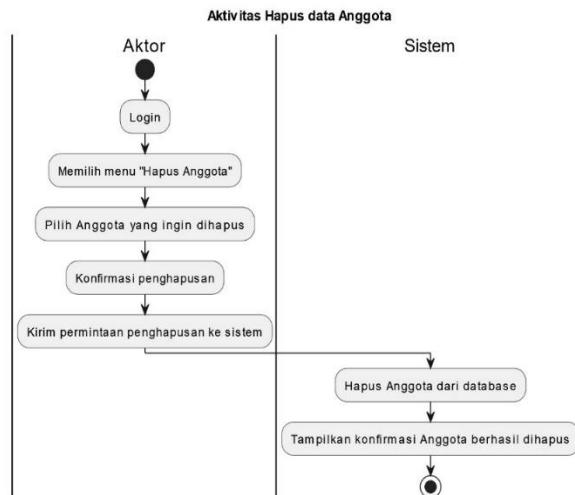 Aktivitas Hapus data Anggota
Aktor
Sistem
Login
Memilih menu "Hapus Anggota"
Pilih Anggota yang ingin dihapus
Konfirmasi penghapusan
Kirim permintaan penghapusan ke sistem
Hapus Anggota dari database
Tampilkan konfirmasi Anggota berhasil dihapus